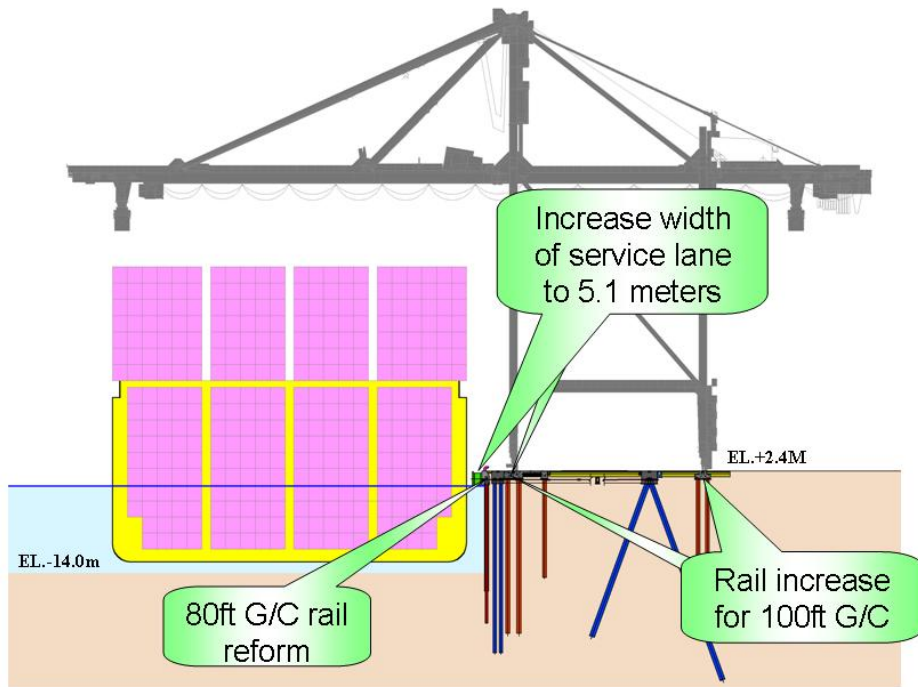 Increase width
of service lane
to 5.1 meters
EL.+2.4M
EL.-14.0m
80ft G/C rail
reform
Rail increase
for 100ft G/C